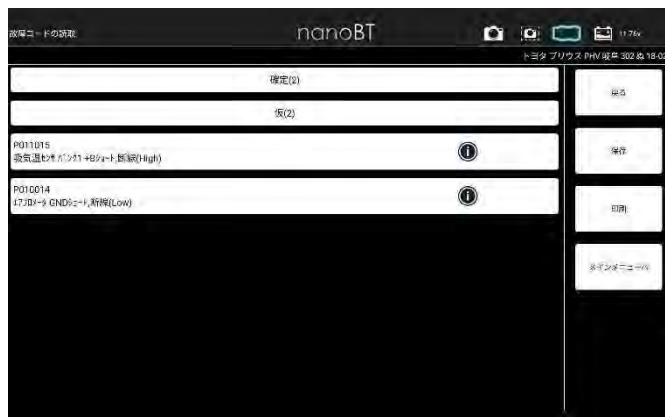 故障コードの読取
nanoBT
11.76v
トヨタ プリウス PHV 岐阜 302 ぬ 18-02
確定(2)
仮(2)
P011015
吸気温センサ バンク1 +Bショート,断線(High)
P010014
エアフロメータ GNDショート,断線(Low)
戻る
保存
印刷
メインメニューへ